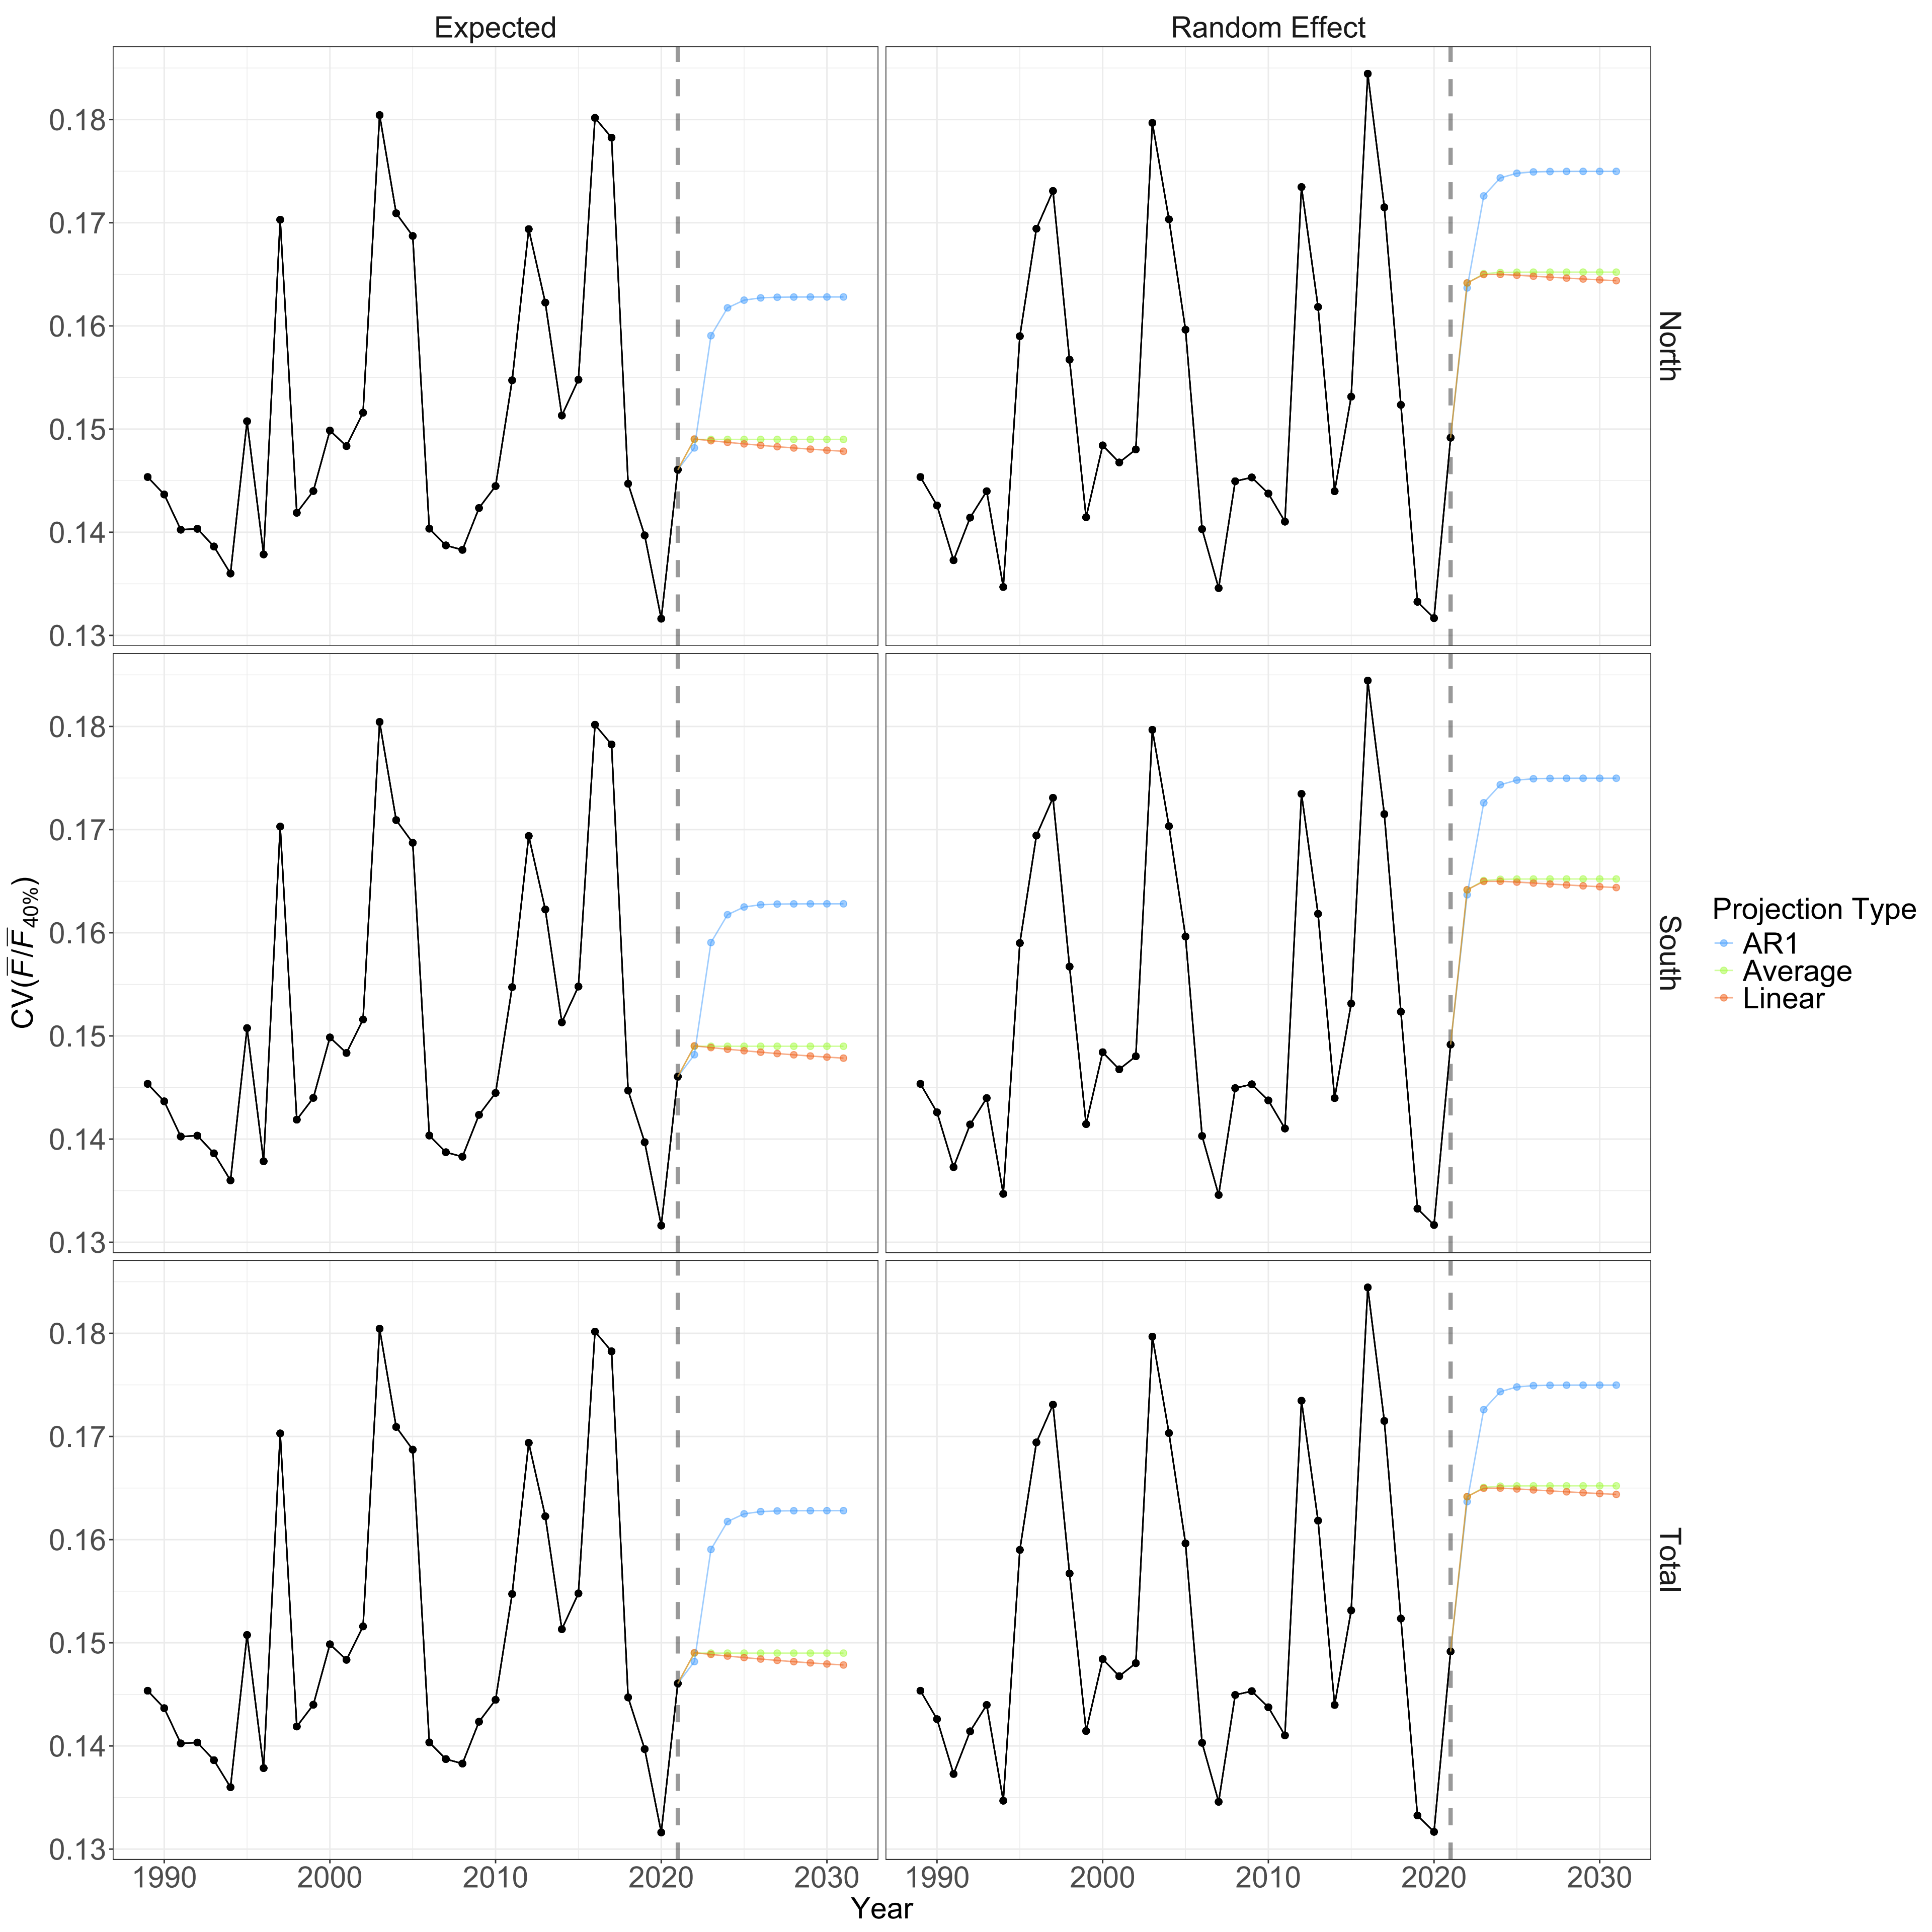 Expected Random Effect
0.18
0.17
0.16
0.15
0.14
0.13
North
0.18
0.17
0.16
0.15
0.14
0.13
South
0.18
0.17
0.16
0.15
0.14
0.13
Total
CV(F̅/F̅40%)
1990 2000 2010 2020 2030 1990 2000 2010 2020 2030
Year
Projection Type
AR1
Average
Linear